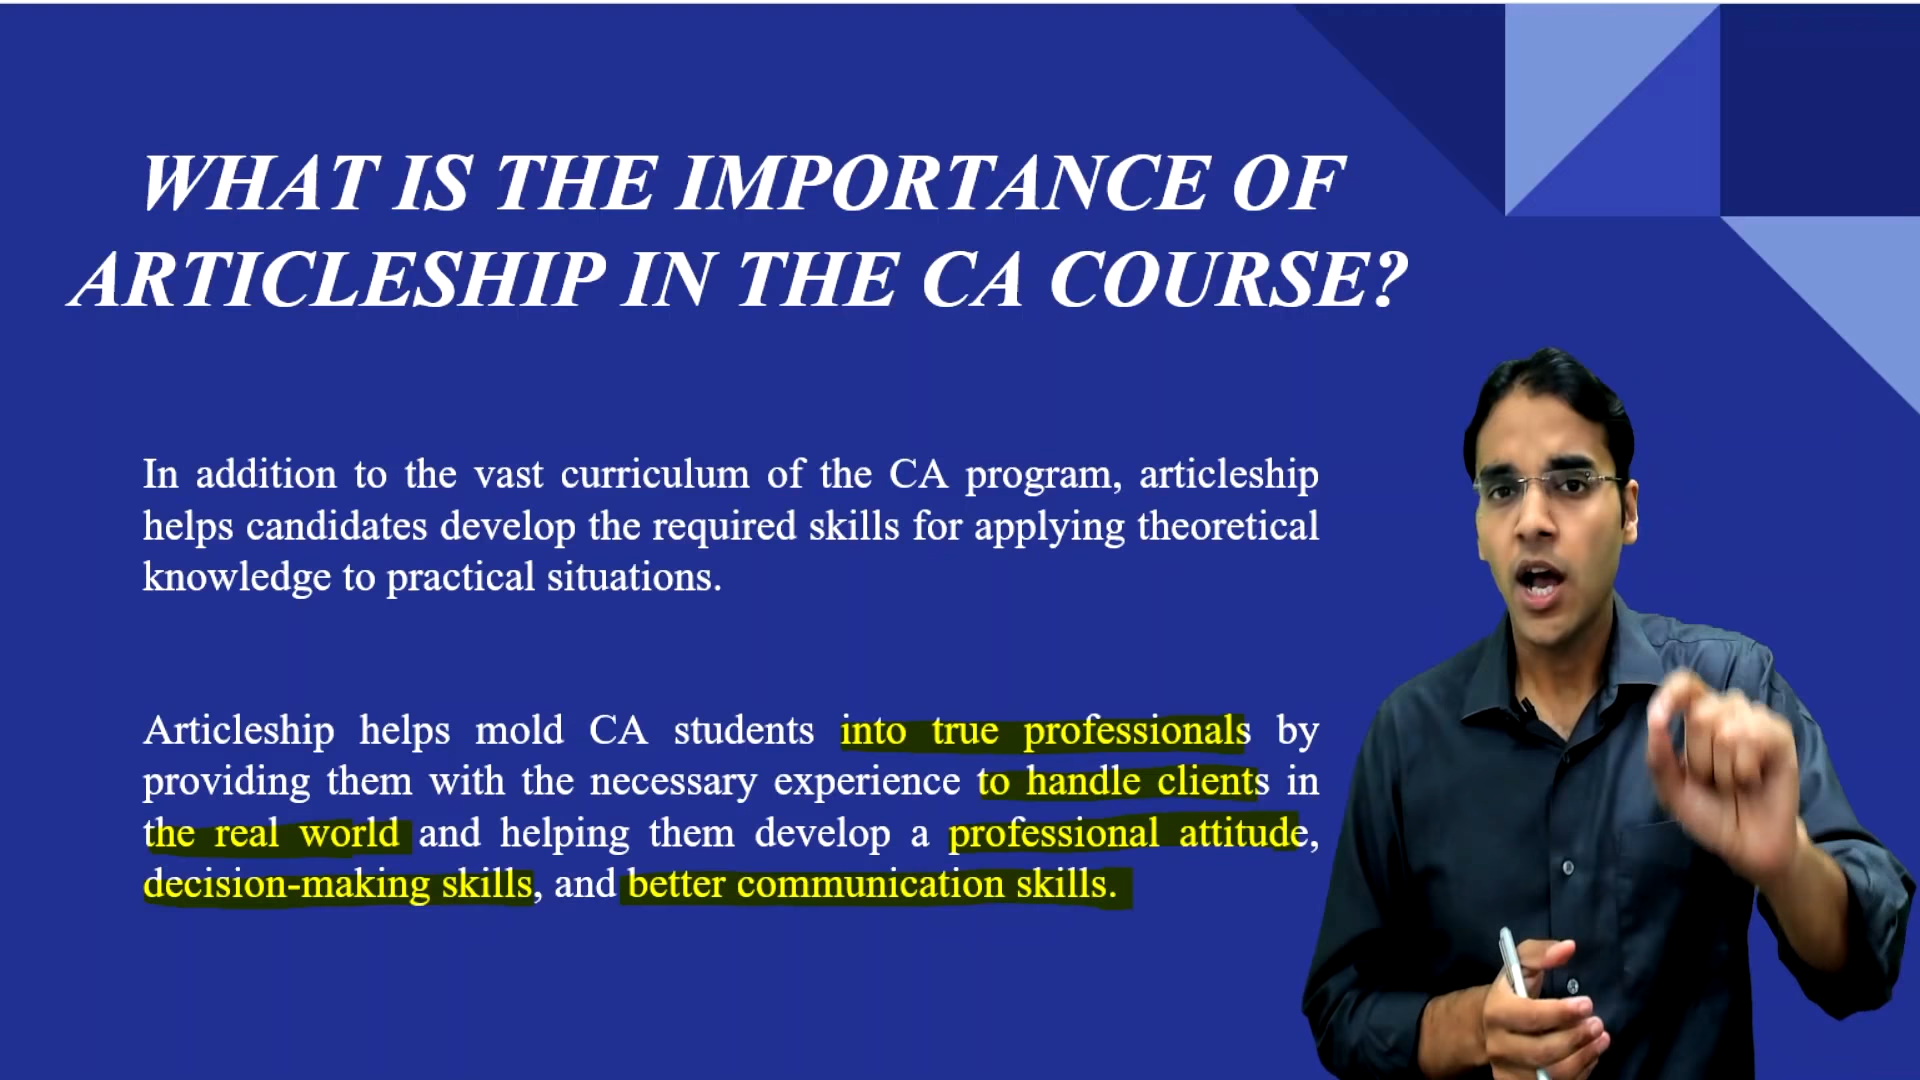 WHAT IS THE IMPORTANCE OF
ARTICLESHIP IN THE CA COURSE?
In addition to the vast curriculum of the CA program, articleship
helps candidates develop the required skills for applying theoretical
knowledge to practical situations.
Articleship helps mold CA students into true professionals by
providing them with the necessary experience to handle clients in
the real world and helping them develop a professional attitude,
decision-making skills, and better communication skills.